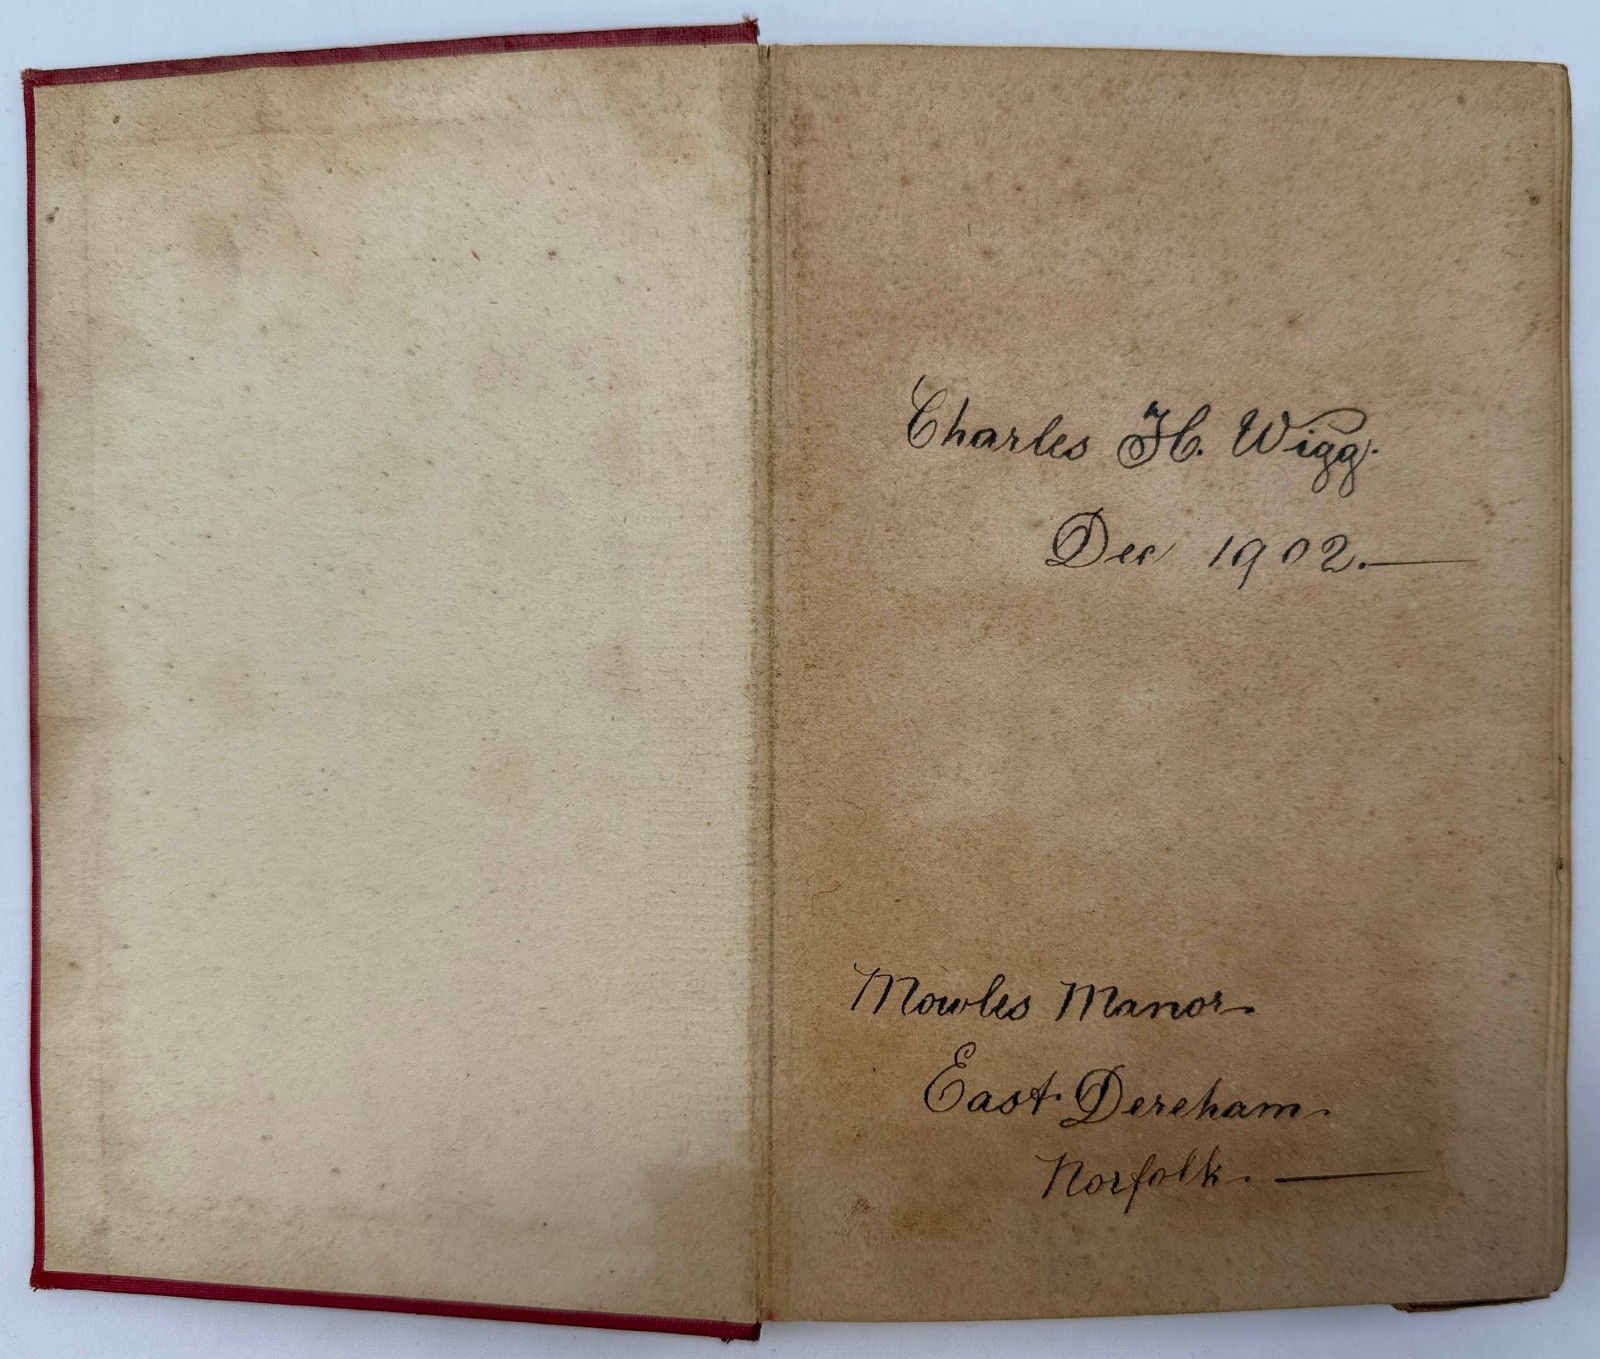 Charles H. Wigg.
Dec 1902.—
Mowles Manor.
East Dereham.
Norfolk. —